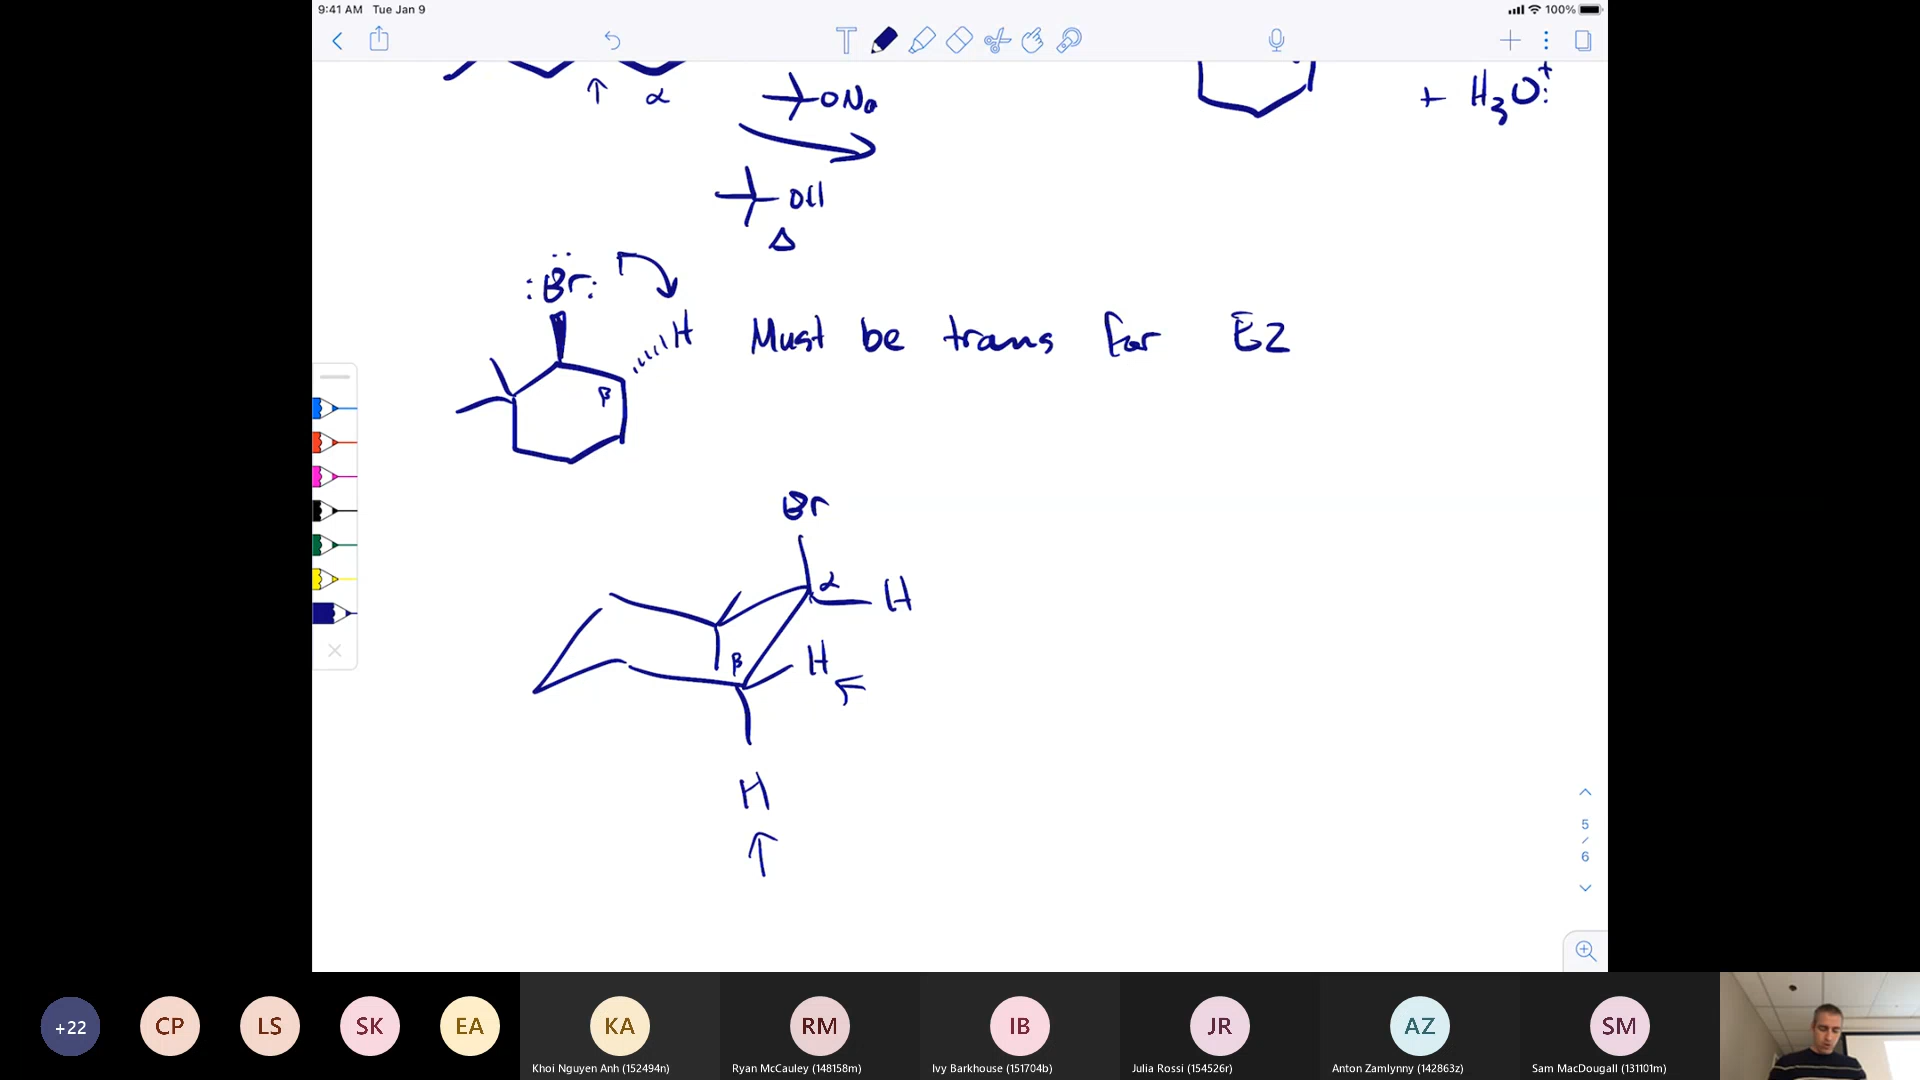 9:41 AM Tue Jan 9
100%
T
↑ α
ONa
+ H₃O⁺:
OH
Δ
:Br:
H Must be trans for E2
β
Br
α
H
β H
H
↑
5
/
6
+22
CP
LS
SK
EA
KA
RM
IB
JR
AZ
SM
Khoi Nguyen Anh (152494n)
Ryan McCauley (148158m)
Ivy Barkhouse (151704b)
Julia Rossi (154526r)
Anton Zamlynny (142863z)
Sam MacDougall (131101m)